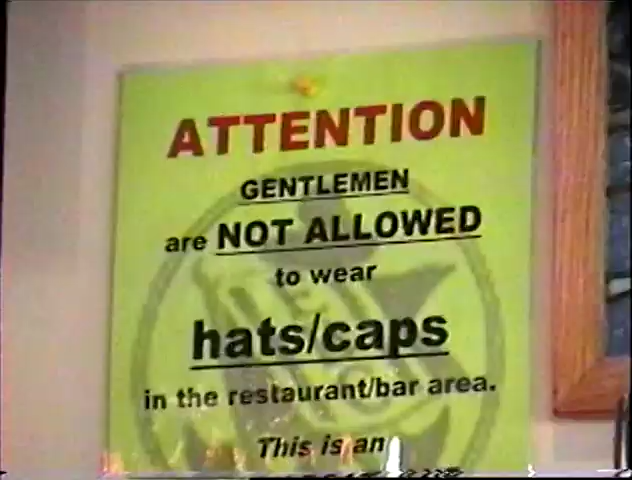 ATTENTION
GENTLEMEN
are NOT ALLOWED
to wear
hats/caps
in the restaurant/bar area.
This is an